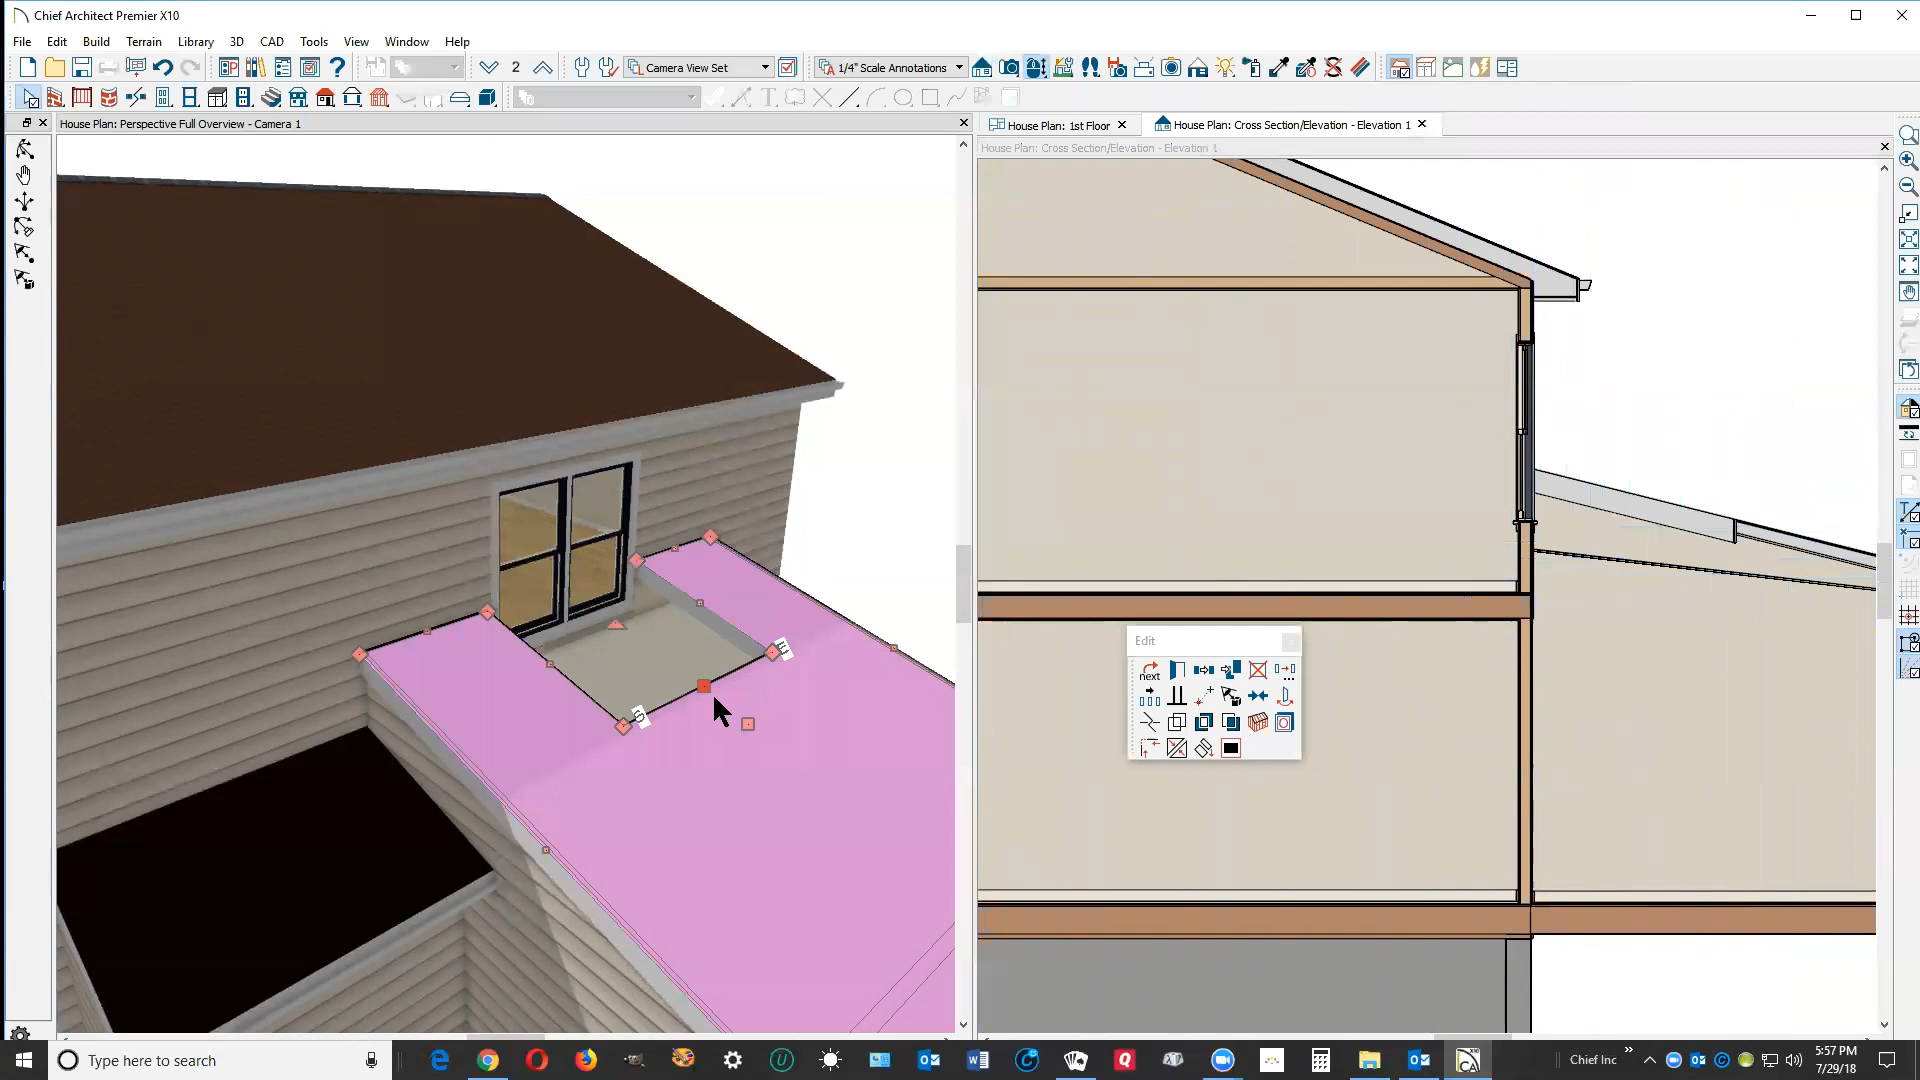 Chief Architect Premier X10
File Edit Build Terrain Library 3D CAD Tools View Window Help
2 Camera View Set 1/4" Scale Annotations
House Plan: Perspective Full Overview - Camera 1
House Plan: 1st Floor
House Plan: Cross Section/Elevation - Elevation 1
House Plan: Cross Section/Elevation - Elevation 1
E
S
Edit
next
Type here to search
Chief Inc
5:57 PM
7/29/18